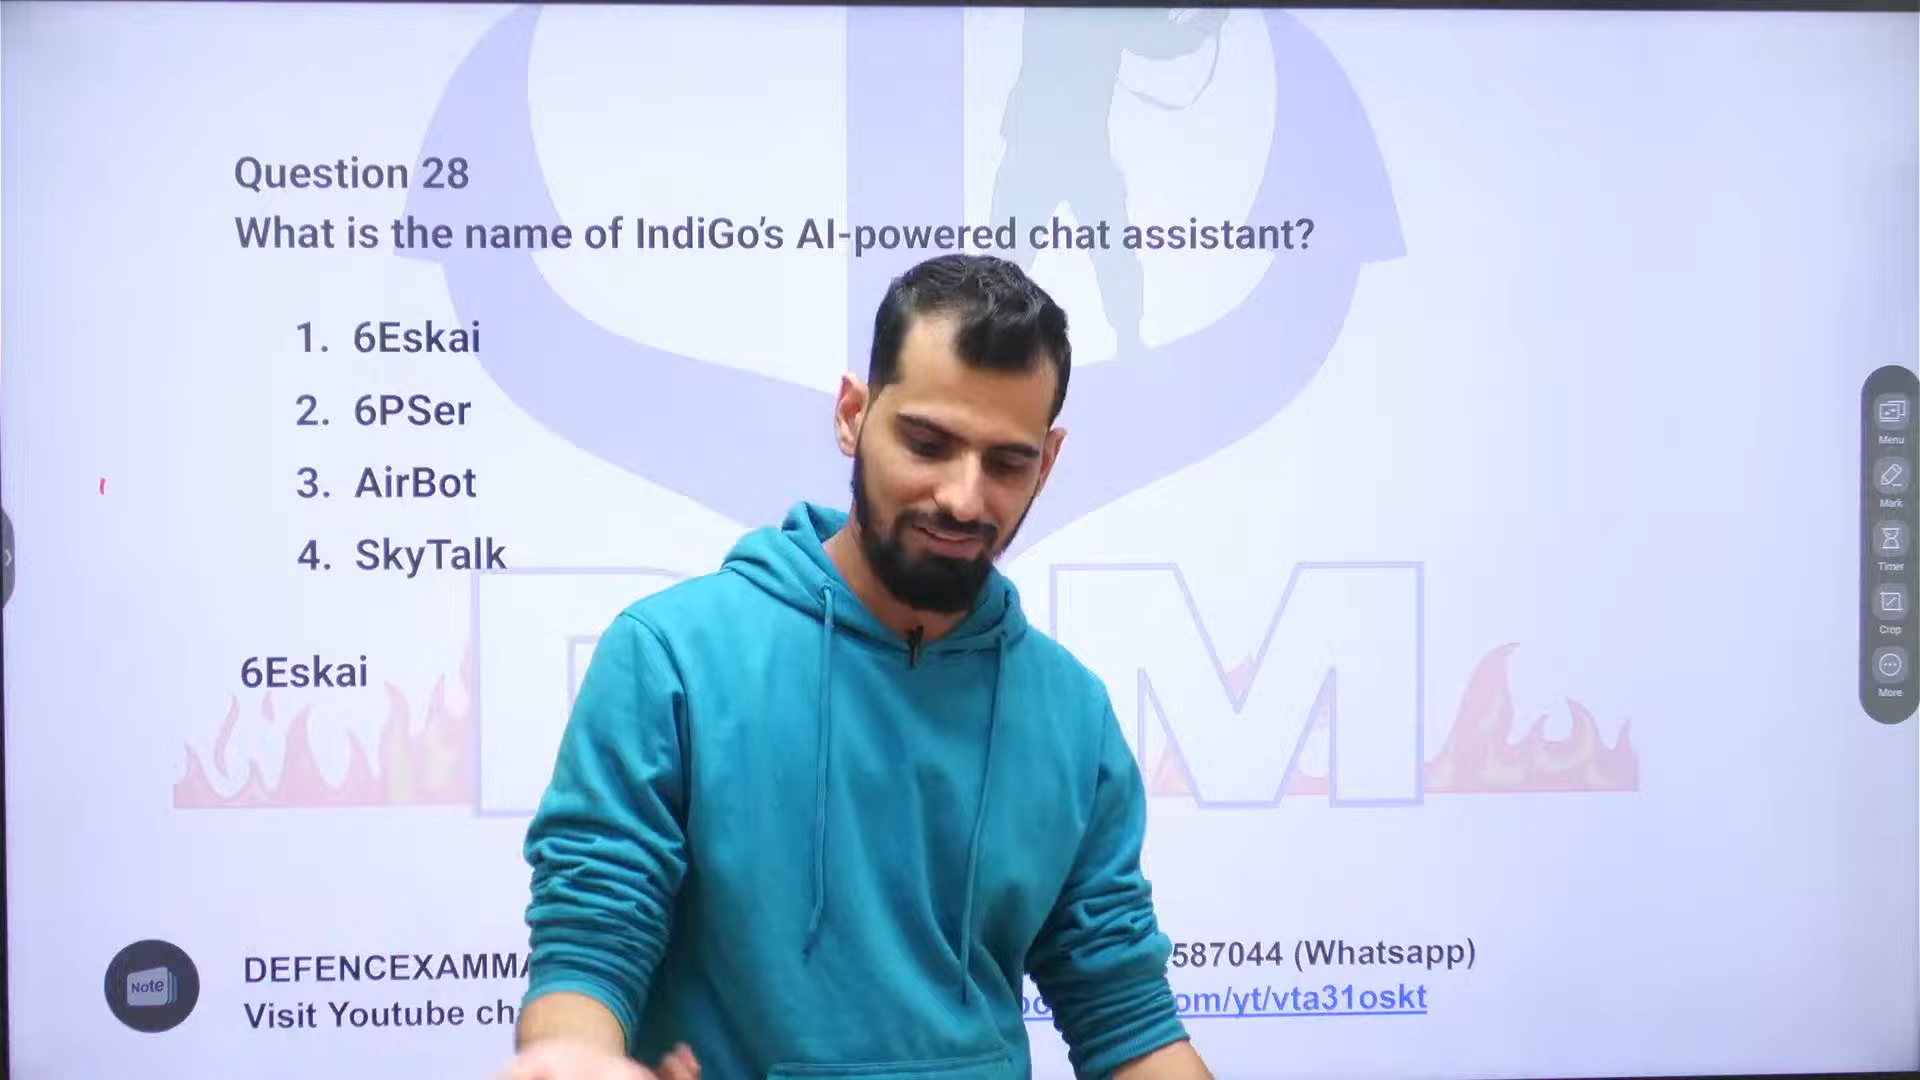 Question 28
What is the name of IndiGo's AI-powered chat assistant?
1. 6Eskai
2. 6PSer
3. AirBot
4. SkyTalk
6Eskai
M
Menu
Mark
Timer
Crop
More
Note
DEFENCEXAMMA
587044 (Whatsapp)
Visit Youtube
om/yt/vta31oskt